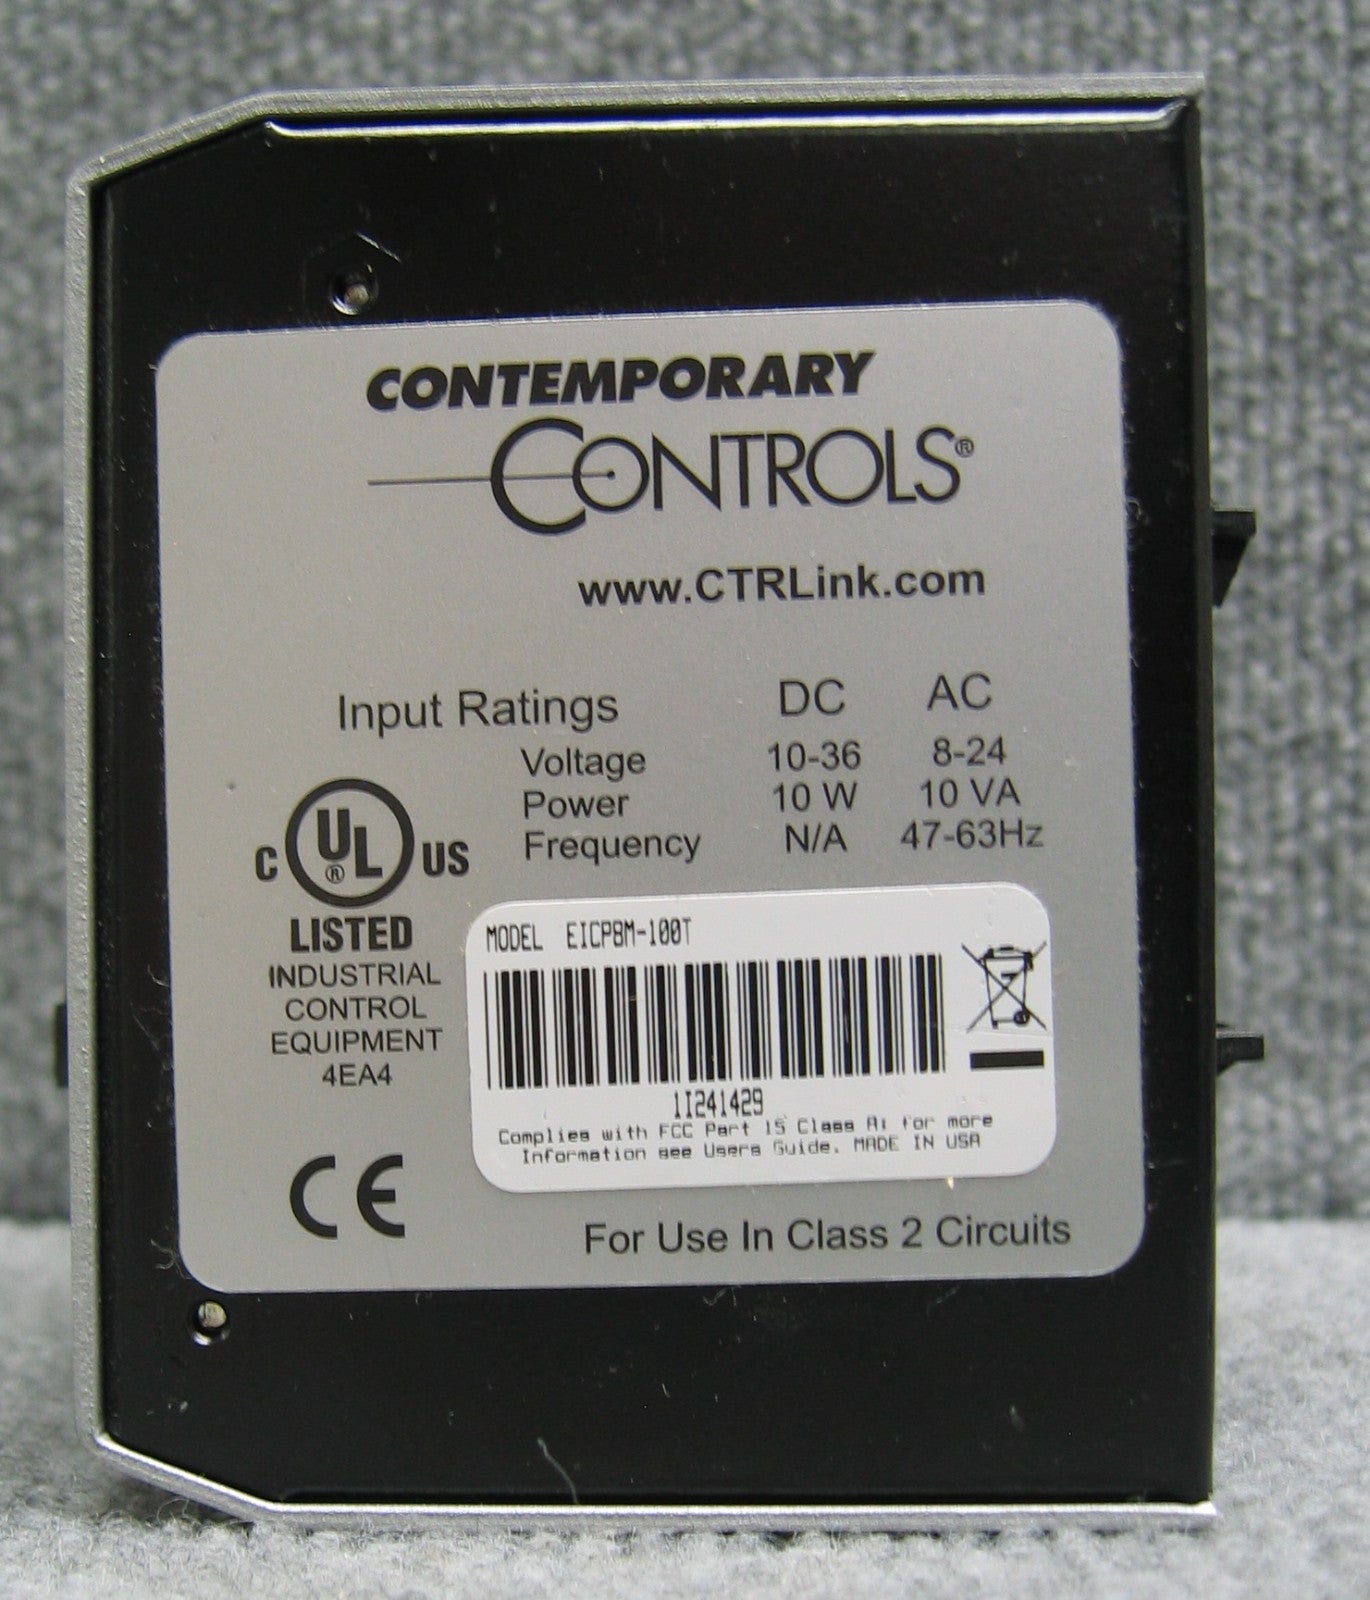 CONTEMPORARY
CONTROLS®
www.CTRLink.com
Input Ratings DC AC
Voltage 10-36 8-24
Power 10 W 10 VA
Frequency N/A 47-63Hz
C UL® US
LISTED
INDUSTRIAL
CONTROL
EQUIPMENT
4EA4
MODEL EICP8M-100T
1I241429
Complies with FCC Part 15 Class A; for more
Information see Users Guide. MADE IN USA
CE
For Use In Class 2 Circuits